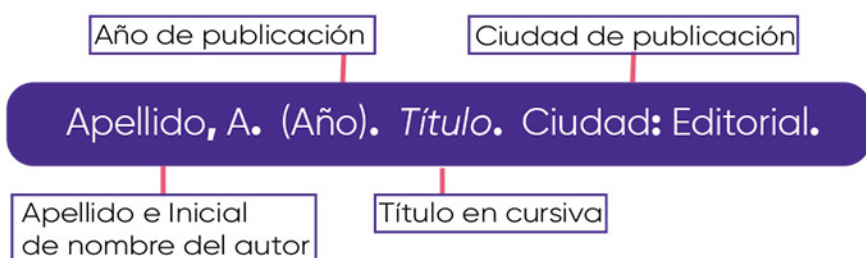 Año de publicación
Ciudad de publicación
Apellido, A. (Año). Título. Ciudad: Editorial.
Apellido e Inicial
de nombre del autor
Título en cursiva